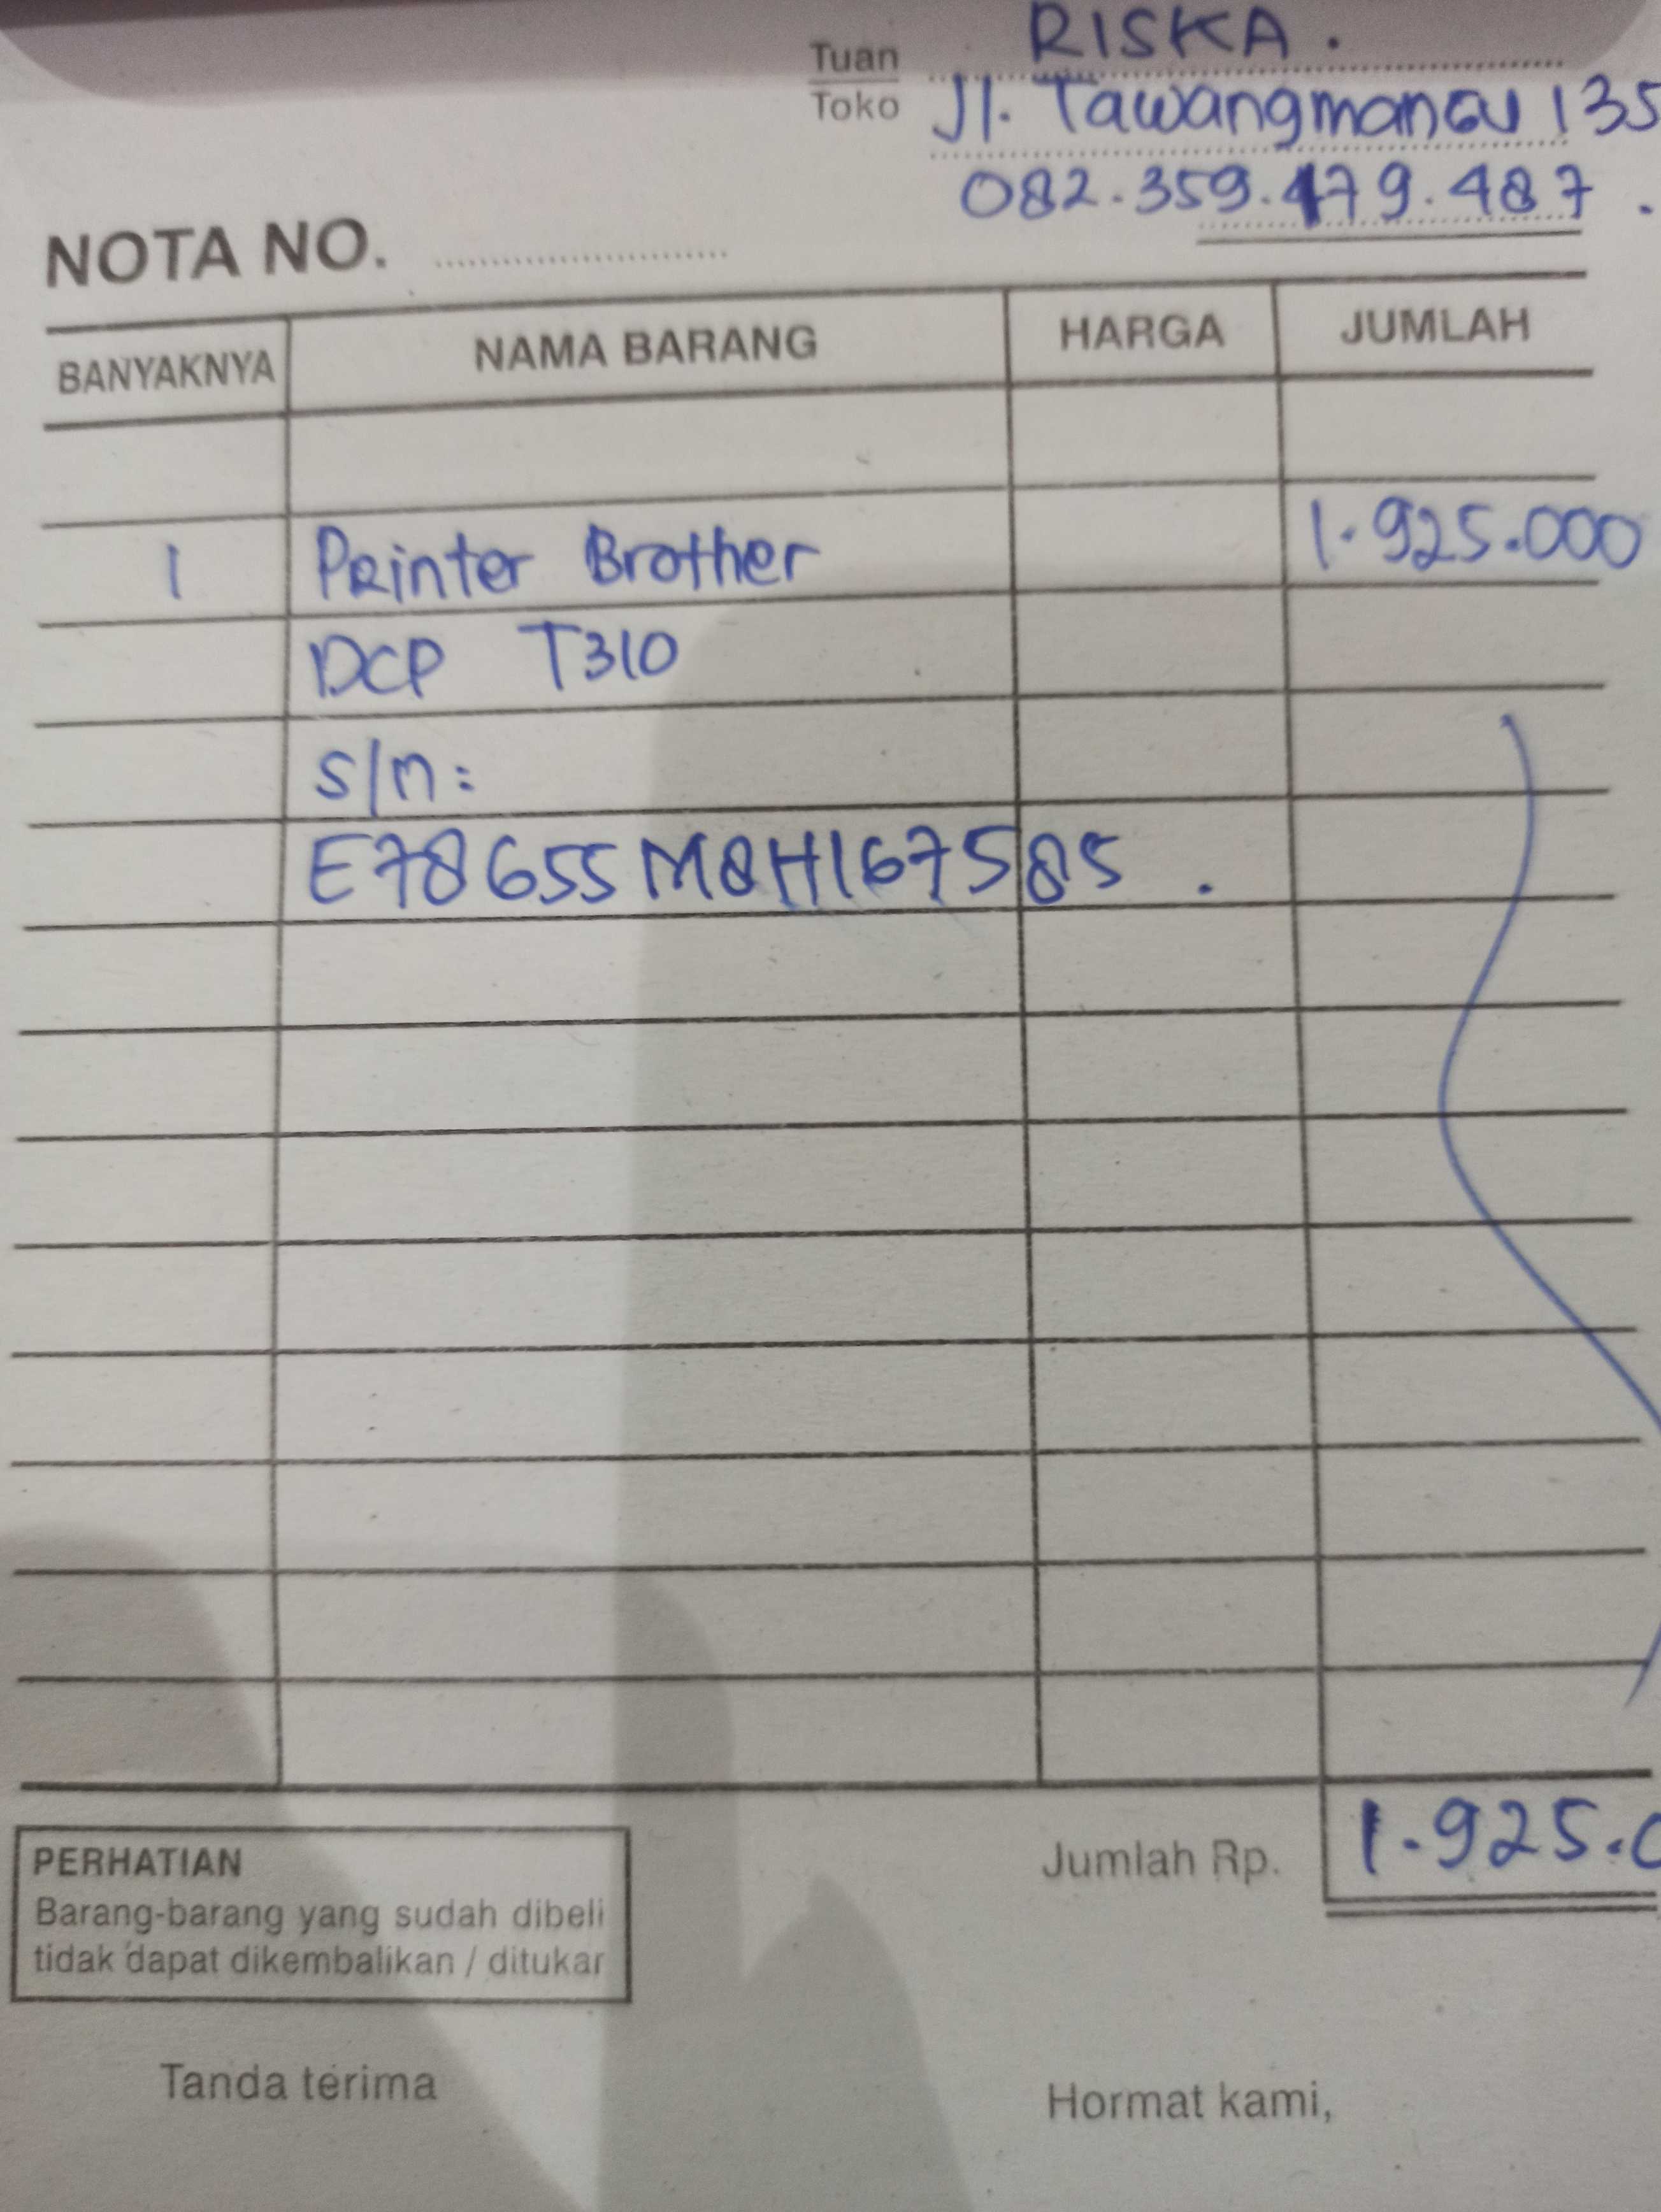 Tuan RISKA.
Toko Jl. Tawangmangu 135
082.359.179.487.
NOTA NO.
BANYAKNYA NAMA BARANG HARGA JUMLAH
1 Printer Brother 1.925.000
DCP T310
S/n:
E78655M8H167585.
Jumlah Rp. 1.925.0
PERHATIAN
Barang-barang yang sudah dibeli
tidak dapat dikembalikan / ditukar
Tanda terima Hormat kami,